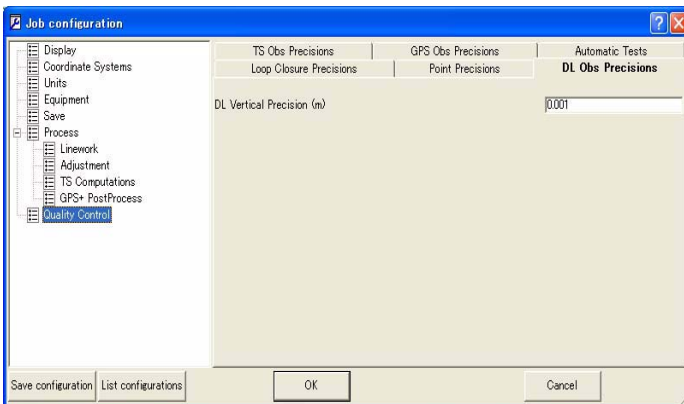 Job configuration
Display
Coordinate Systems
Units
Equipment
Save
Process
Linework
Adjustment
TS Computations
GPS+ PostProcess
Quality Control
TS Obs Precisions GPS Obs Precisions Automatic Tests
Loop Closure Precisions Point Precisions DL Obs Precisions
DL Vertical Precision (m) 0.001
Save configuration List configurations OK Cancel